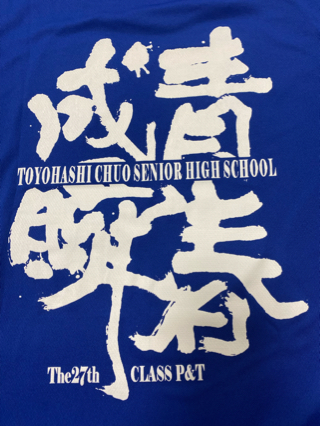 青春
TOYOHASHI CHUO SENIOR HIGH SCHOOL
The27th CLASS P&T